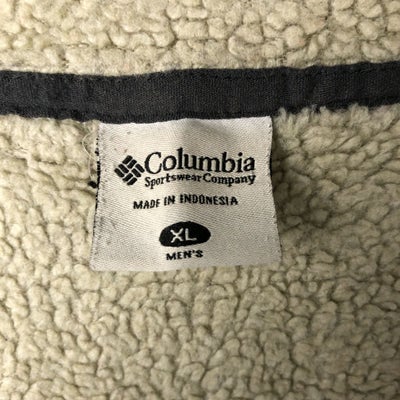 Columbia
Sportswear Company
MADE IN INDONESIA
XL
MEN'S